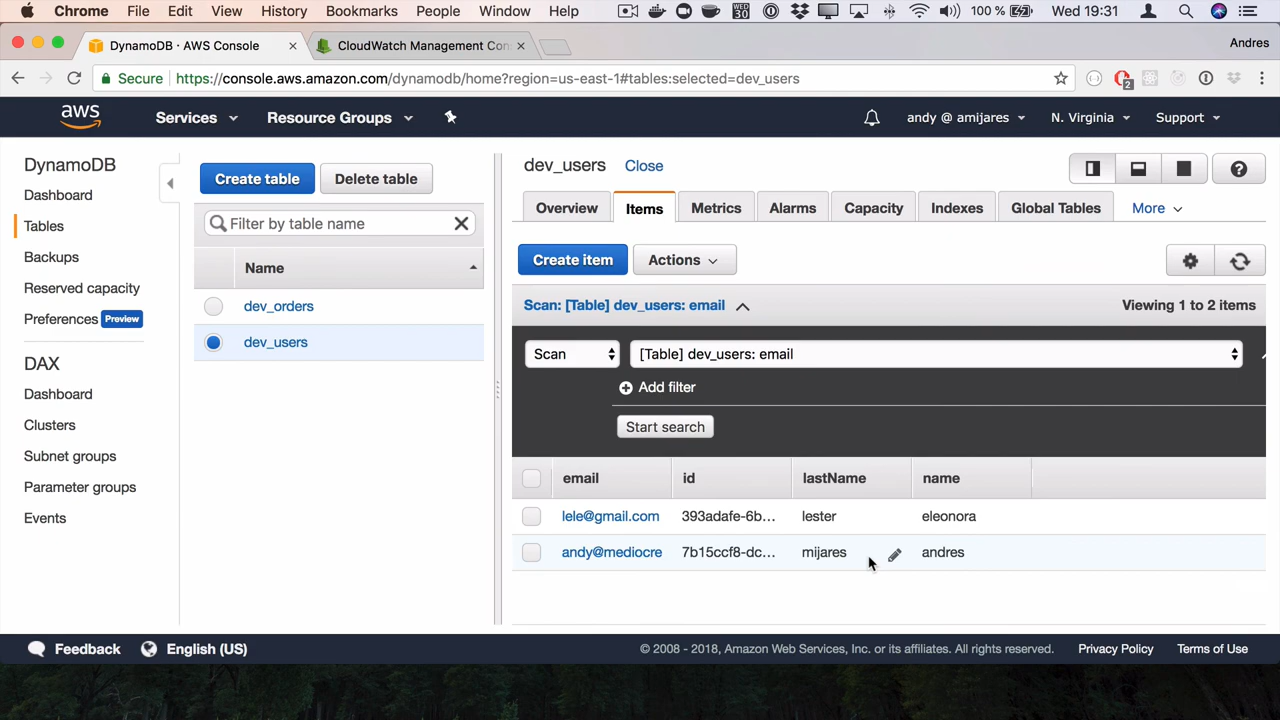 Chrome File Edit View History Bookmarks People Window Help WED 30 100 % Wed 19:31
DynamoDB · AWS Console × CloudWatch Management Con × Andres
Secure https://console.aws.amazon.com/dynamodb/home?region=us-east-1#tables:selected=dev_users 2
aws Services Resource Groups andy @ amijares N. Virginia Support
DynamoDB
Dashboard
Tables
Backups
Reserved capacity
Preferences Preview
DAX
Dashboard
Clusters
Subnet groups
Parameter groups
Events
Create table Delete table
Filter by table name
Name
dev_orders
dev_users
dev_users Close
Overview Items Metrics Alarms Capacity Indexes Global Tables More
Create item Actions
Scan: [Table] dev_users: email Viewing 1 to 2 items
Scan [Table] dev_users: email
Add filter
Start search
email id lastName name
lele@gmail.com 393adafe-6b... lester eleonora
andy@mediocre 7b15ccf8-dc... mijares andres
Feedback English (US) © 2008 - 2018, Amazon Web Services, Inc. or its affiliates. All rights reserved. Privacy Policy Terms of Use